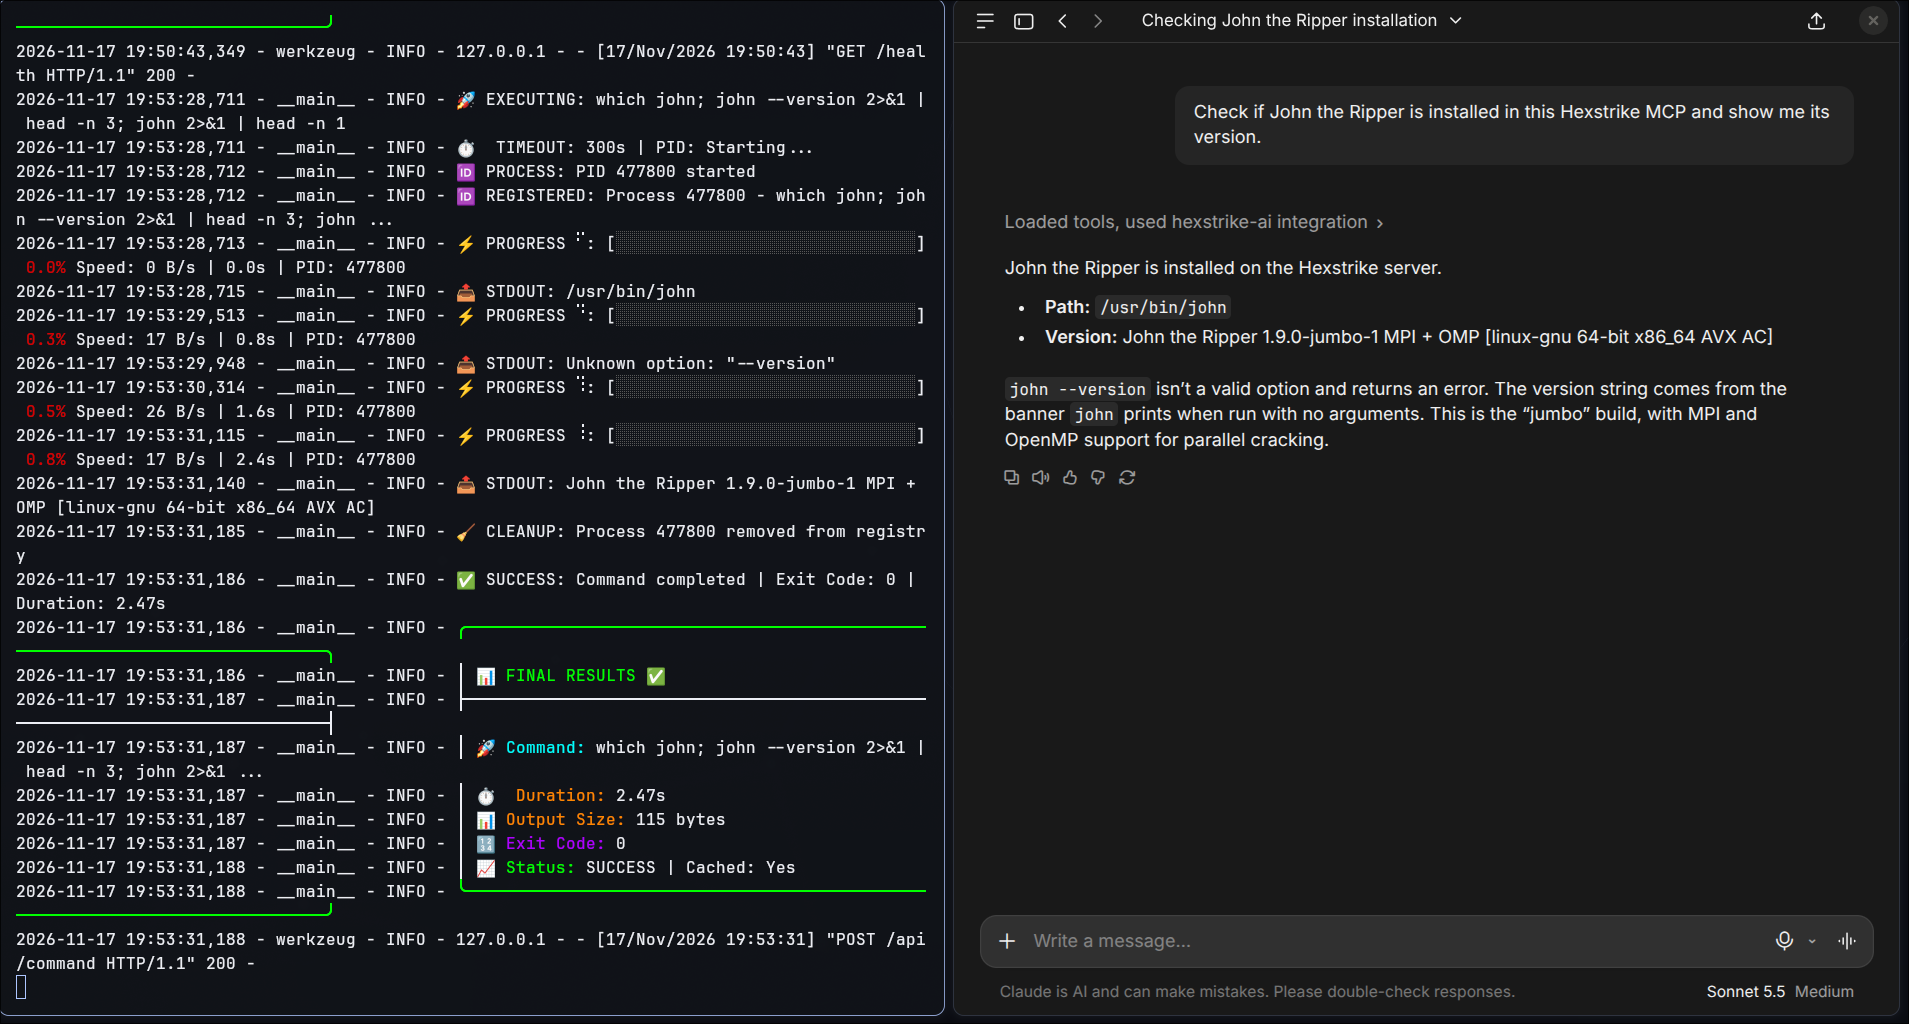 2026-11-17 19:50:43,349 - werkzeug - INFO - 127.0.0.1 - - [17/Nov/2026 19:50:43] "GET /heal
th HTTP/1.1" 200 -
2026-11-17 19:53:28,711 - __main__ - INFO - 🚀 EXECUTING: which john; john --version 2>&1 |
head -n 3; john 2>&1 | head -n 1
2026-11-17 19:53:28,711 - __main__ - INFO - ⏱️ TIMEOUT: 300s | PID: Starting...
2026-11-17 19:53:28,712 - __main__ - INFO - 🆔 PROCESS: PID 477800 started
2026-11-17 19:53:28,712 - __main__ - INFO - 🆔 REGISTERED: Process 477800 - which john; joh
n --version 2>&1 | head -n 3; john ...
2026-11-17 19:53:28,713 - __main__ - INFO - ⚡ PROGRESS : [░░░░░░░░░░░░░░░░░░░░░░░░░░░░░░]
0.0% Speed: 0 B/s | 0.0s | PID: 477800
2026-11-17 19:53:28,715 - __main__ - INFO - 📤 STDOUT: /usr/bin/john
2026-11-17 19:53:29,513 - __main__ - INFO - ⚡ PROGRESS : [░░░░░░░░░░░░░░░░░░░░░░░░░░░░░░]
0.3% Speed: 17 B/s | 0.8s | PID: 477800
2026-11-17 19:53:29,948 - __main__ - INFO - 📤 STDOUT: Unknown option: "--version"
2026-11-17 19:53:30,314 - __main__ - INFO - ⚡ PROGRESS : [░░░░░░░░░░░░░░░░░░░░░░░░░░░░░░]
0.5% Speed: 26 B/s | 1.6s | PID: 477800
2026-11-17 19:53:31,115 - __main__ - INFO - ⚡ PROGRESS : [░░░░░░░░░░░░░░░░░░░░░░░░░░░░░░]
0.8% Speed: 17 B/s | 2.4s | PID: 477800
2026-11-17 19:53:31,140 - __main__ - INFO - 📤 STDOUT: John the Ripper 1.9.0-jumbo-1 MPI +
OMP [linux-gnu 64-bit x86_64 AVX AC]
2026-11-17 19:53:31,185 - __main__ - INFO - 🧹 CLEANUP: Process 477800 removed from registr
y
2026-11-17 19:53:31,186 - __main__ - INFO - ✅ SUCCESS: Command completed | Exit Code: 0 |
Duration: 2.47s
2026-11-17 19:53:31,186 - __main__ - INFO -
2026-11-17 19:53:31,186 - __main__ - INFO - │ 📊 FINAL RESULTS ✅
2026-11-17 19:53:31,187 - __main__ - INFO -
2026-11-17 19:53:31,187 - __main__ - INFO - │ 🚀 Command: which john; john --version 2>&1 |
head -n 3; john 2>&1 ...
2026-11-17 19:53:31,187 - __main__ - INFO - │ ⏱️ Duration: 2.47s
2026-11-17 19:53:31,187 - __main__ - INFO - │ 📊 Output Size: 115 bytes
2026-11-17 19:53:31,187 - __main__ - INFO - │ 🔢 Exit Code: 0
2026-11-17 19:53:31,188 - __main__ - INFO - │ 📈 Status: SUCCESS | Cached: Yes
2026-11-17 19:53:31,188 - __main__ - INFO -
2026-11-17 19:53:31,188 - werkzeug - INFO - 127.0.0.1 - - [17/Nov/2026 19:53:31] "POST /api
/command HTTP/1.1" 200 -
Checking John the Ripper installation
Check if John the Ripper is installed in this Hexstrike MCP and show me its
version.
Loaded tools, used hexstrike-ai integration >
John the Ripper is installed on the Hexstrike server.
• Path: /usr/bin/john
• Version: John the Ripper 1.9.0-jumbo-1 MPI + OMP [linux-gnu 64-bit x86_64 AVX AC]
john --version isn’t a valid option and returns an error. The version string comes from the
banner john prints when run with no arguments. This is the “jumbo” build, with MPI and
OpenMP support for parallel cracking.
Write a message...
Claude is AI and can make mistakes. Please double-check responses.
Sonnet 5.5 Medium